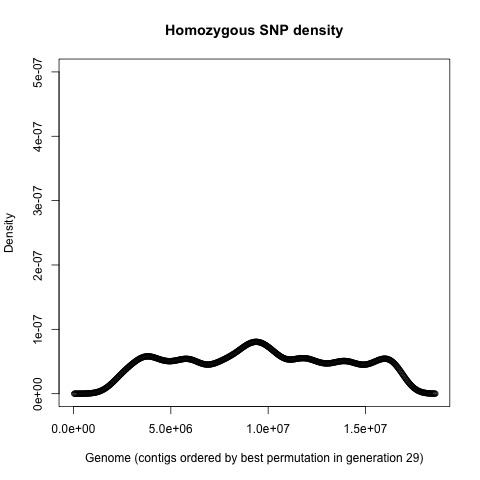 Homozygous SNP density
Density
5e-07
4e-07
3e-07
2e-07
1e-07
0e+00
0.0e+00 5.0e+06 1.0e+07 1.5e+07
Genome (contigs ordered by best permutation in generation 29)